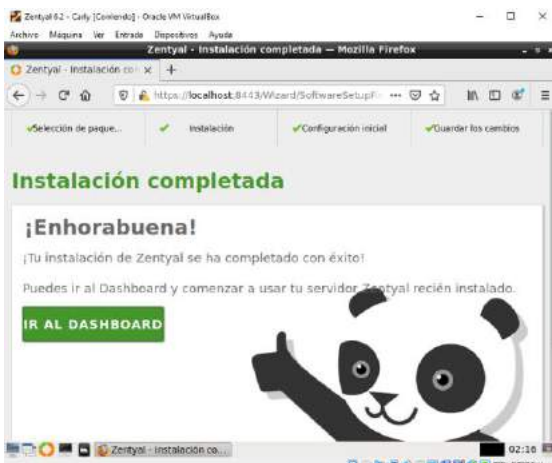 Zentyal 6.2 - Carly [Corriendo] - Oracle VM VirtualBox
Archivo Máquina Ver Entrada Dispositivos Ayuda
Zentyal - Instalación completada — Mozilla Firefox
Zentyal - Instalación co
https://localhost:8443/Wizard/SoftwareSetupFi
Selección de paque... Instalación Configuración inicial Guardar los cambios
Instalación completada
¡Enhorabuena!
¡Tu instalación de Zentyal se ha completado con éxito!
Puedes ir al Dashboard y comenzar a usar tu servidor Zentyal recién instalado.
IR AL DASHBOARD
Zentyal - Instalación co... 02:16